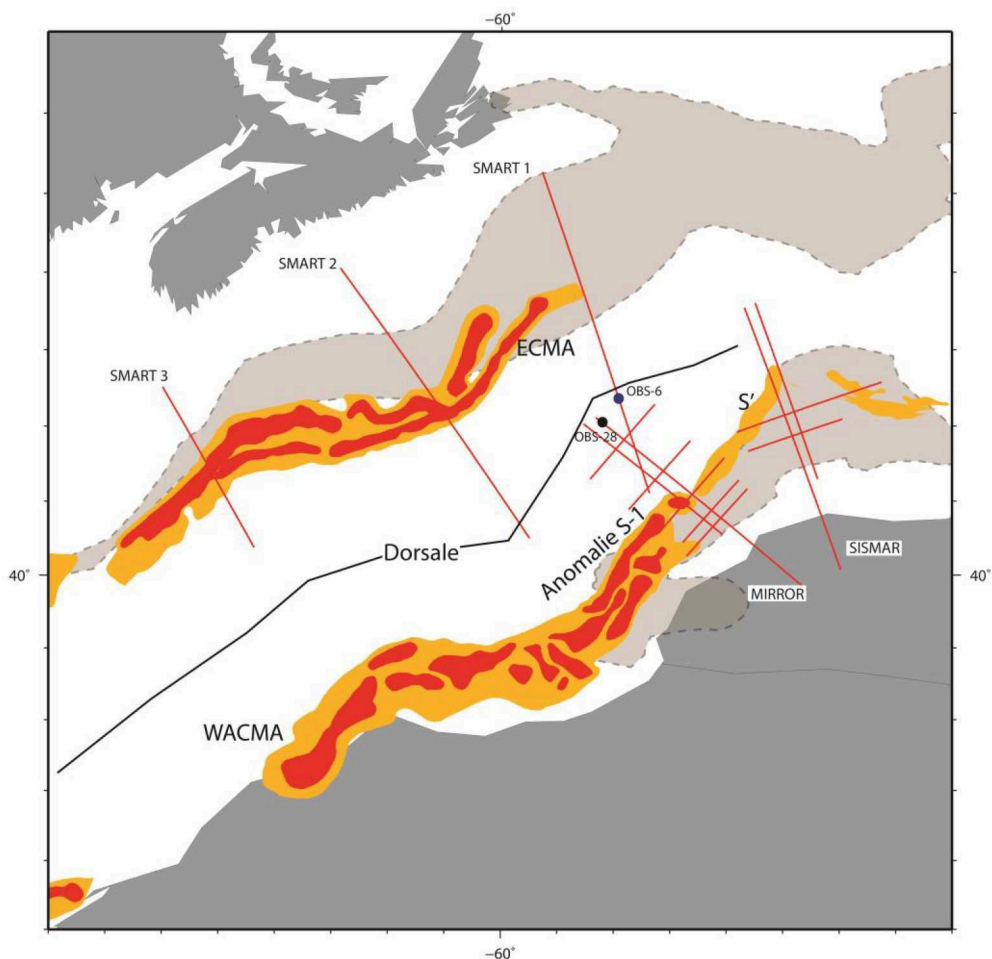 −60˚
SMART 1
SMART 2
ECMA
SMART 3
S’
OBS-6
OBS-28
Anomalie S-1
Dorsale
SISMAR
40˚
40˚
MIRROR
WACMA
−60˚